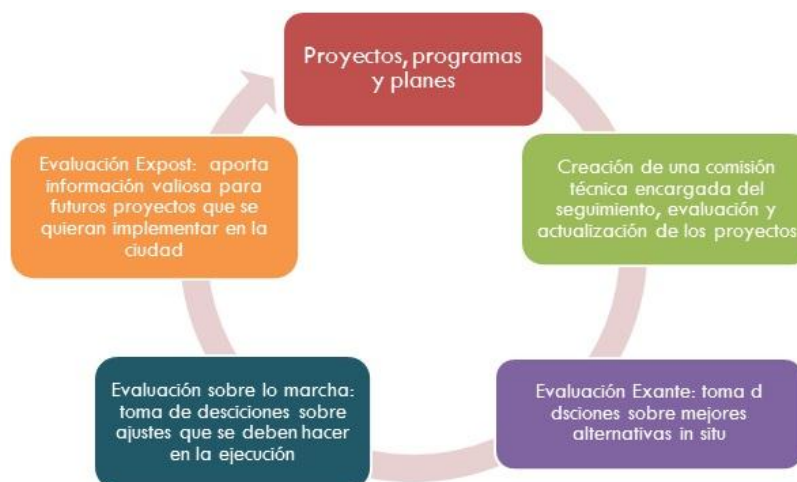 Proyectos, programas
y planes
Creación de una comisión
técnica encargada del
seguimiento, evaluación y
actualización de los proyectos
Evaluación Exante: toma d
dsciones sobre mejores
alternativas in situ
Evaluación sobre lo marcha:
toma de desciciones sobre
ajustes que se deben hacer
en la ejecución
Evaluación Expost: aporta
información valiosa para
futuros proyectos que se
quieran implementar en la
ciudad